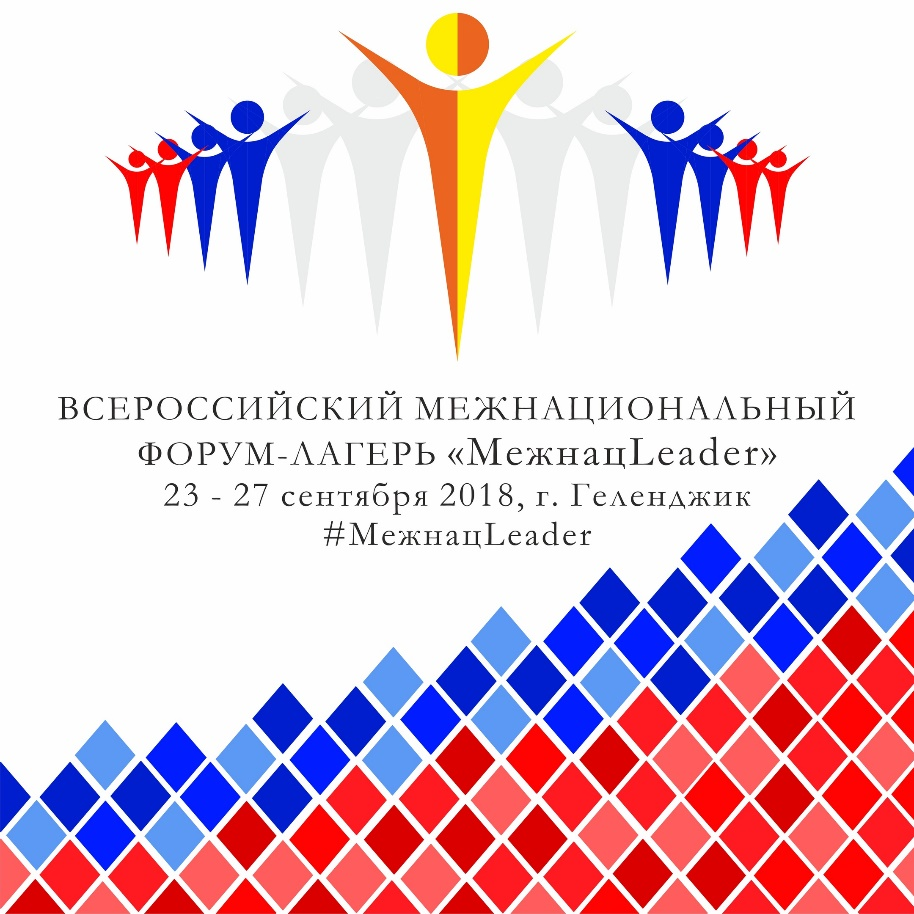 ВСЕРОССИЙСКИЙ МЕЖНАЦИОНАЛЬНЫЙ
ФОРУМ-ЛАГЕРЬ «МежнацLeader»
23 - 27 сентября 2018, г. Геленджик
#МежнацLeader